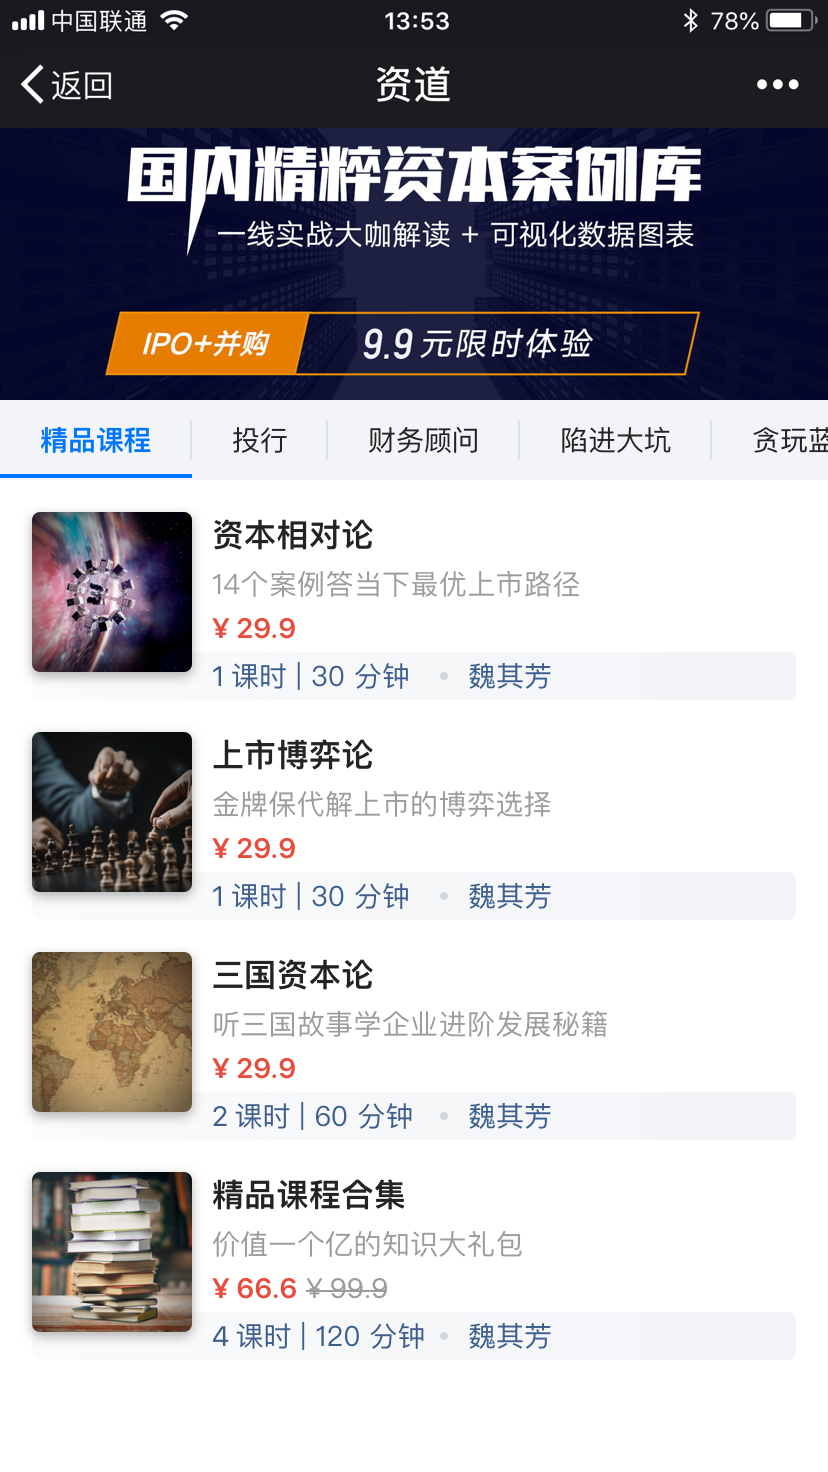 中国联通 13:53 78%
返回 资道
国内精粹资本案例库
一线实战大咖解读 + 可视化数据图表
IPO+并购 9.9元限时体验
精品课程 投行 财务顾问 陷进大坑 贪玩蓝
资本相对论
14个案例答当下最优上市路径
¥ 29.9
1 课时 | 30 分钟 • 魏其芳
上市博弈论
金牌保代解上市的博弈选择
¥ 29.9
1 课时 | 30 分钟 • 魏其芳
三国资本论
听三国故事学企业进阶发展秘籍
¥ 29.9
2 课时 | 60 分钟 • 魏其芳
精品课程合集
价值一个亿的知识大礼包
¥ 66.6 ¥ 99.9
4 课时 | 120 分钟 • 魏其芳